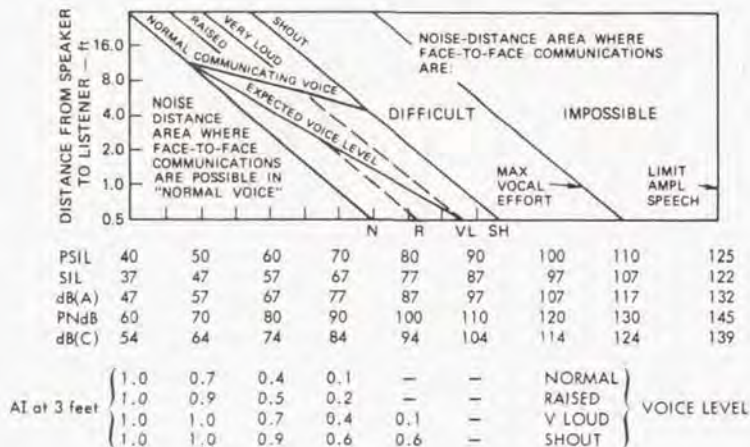 DISTANCE FROM SPEAKER
TO LISTENER — ft
16.0
8.0
4.0
2.0
1.0
0.5
NORMAL
RAISED
VERY LOUD
SHOUT
COMMUNICATING VOICE
EXPECTED VOICE LEVEL
NOISE
DISTANCE
AREA WHERE
FACE-TO-FACE
COMMUNICATIONS
ARE POSSIBLE IN
"NORMAL VOICE"
NOISE-DISTANCE AREA WHERE
FACE-TO-FACE COMMUNICATIONS
ARE:
DIFFICULT
IMPOSSIBLE
MAX
VOCAL
EFFORT
LIMIT
AMPL
SPEECH
N R VL SH
PSIL 40 50 60 70 80 90 100 110 125
SIL 37 47 57 67 77 87 97 107 122
dB(A) 47 57 67 77 87 97 107 117 132
PNdB 60 70 80 90 100 110 120 130 145
dB(C) 54 64 74 84 94 104 114 124 139
AI at 3 feet
1.0 0.7 0.4 0.1 — — NORMAL
1.0 0.9 0.5 0.2 — — RAISED
1.0 1.0 0.7 0.4 0.1 — V LOUD
1.0 1.0 0.9 0.6 0.6 — SHOUT
VOICE LEVEL